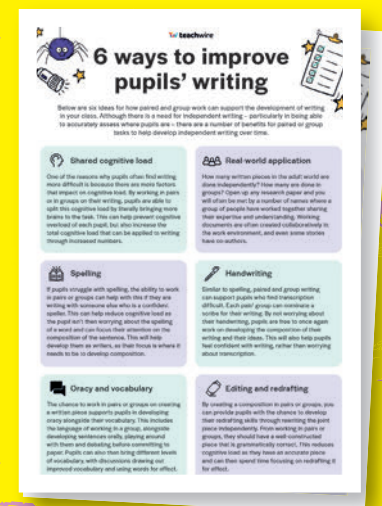 teachwire
6 ways to improve
pupils' writing
Below are six ideas for how paired and group work can support the development of writing
in your class. Although there is a need for independent writing – particularly in being able
to accurately assess where pupils are – there are a number of benefits for paired or group
tasks to help develop independent writing over time.
Shared cognitive load
One of the reasons why pupils often find writing
more difficult is because there are more factors
that impact on cognitive load. By working in pairs
or in groups on their writing, pupils are able to
split this cognitive load by literally bringing more
brains to the task. This can help prevent cognitive
overload of each pupil, but also increase the
total cognitive load that can be applied to writing
through increased numbers.
Real world application
How many written pieces in the adult world are
done independently? How many are done in
groups? Open up any research paper and you
will often be met by a number of names where a
group of people have worked together sharing
their expertise and understanding. Working
documents are often created collaboratively in
the work environment, and even some stories
have co-authors.
Spelling
If pupils struggle with spelling, the ability to work
in pairs or groups can help with this if they are
writing with someone else who is a confident
speller. This can help reduce cognitive load as
the pupil isn't then worrying about the spelling
of a word and can focus their attention on the
composition of the sentence. This will help
develop them as writers, as their focus is where it
needs to be in develop composition.
Handwriting
Similar to spelling, paired and group writing
can support pupils who find transcription
difficult. Each pair/ group can nominate a
scribe for their writing. By not worrying about
their handwriting, pupils are free to once again
work on developing the composition of their
writing and their ideas. This will also help pupils
feel confident with writing, rather then worrying
about transcription.
Oracy and vocabulary
The chance to work in pairs or groups on creating
a written piece supports pupils in developing
oracy alongside their vocabulary. This includes
the language of working in a group, alongside
developing sentences orally, playing around
with them and debating before committing to
paper. Pupils can also then bring different levels
of vocabulary, with discussions drawing out
improved vocabulary and using words for effect.
Editing and redrafting
By creating a composition in pairs or groups, you
can provide pupils with the chance to develop
their redrafting skills through rewriting the joint
piece independently. From working in pairs or
groups, they should have a well-constructed
piece that is grammatically correct. This reduces
cognitive load as they have an accurate piece
and can then spend time focusing on redrafting it
for effect.